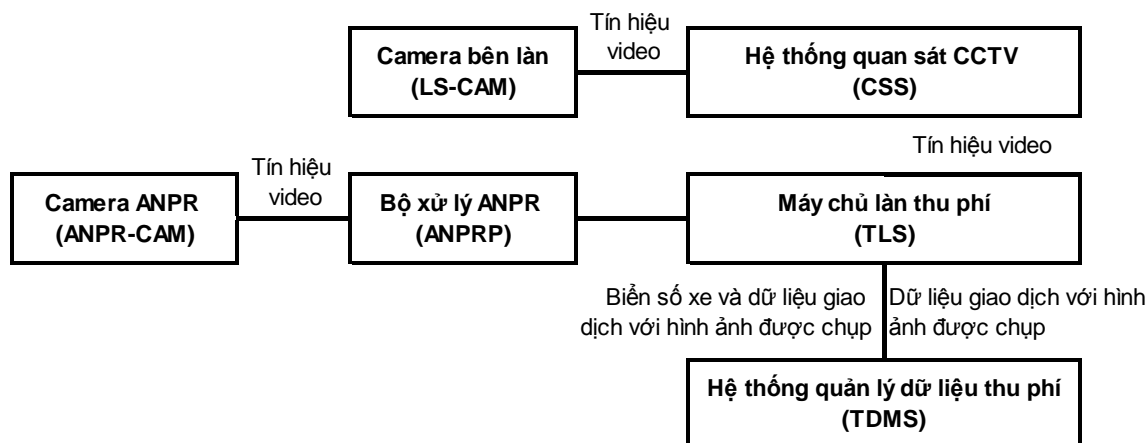 Tín hiệu
video
Camera bên làn
(LS-CAM)
Hệ thống quan sát CCTV
(CSS)
Tín hiệu video
Tín hiệu
video
Camera ANPR
(ANPR-CAM)
Bộ xử lý ANPR
(ANPRP)
Máy chủ làn thu phí
(TLS)
Biển số xe và dữ liệu giao
dịch với hình ảnh được chụp
Dữ liệu giao dịch với hình
ảnh được chụp
Hệ thống quản lý dữ liệu thu phí
(TDMS)